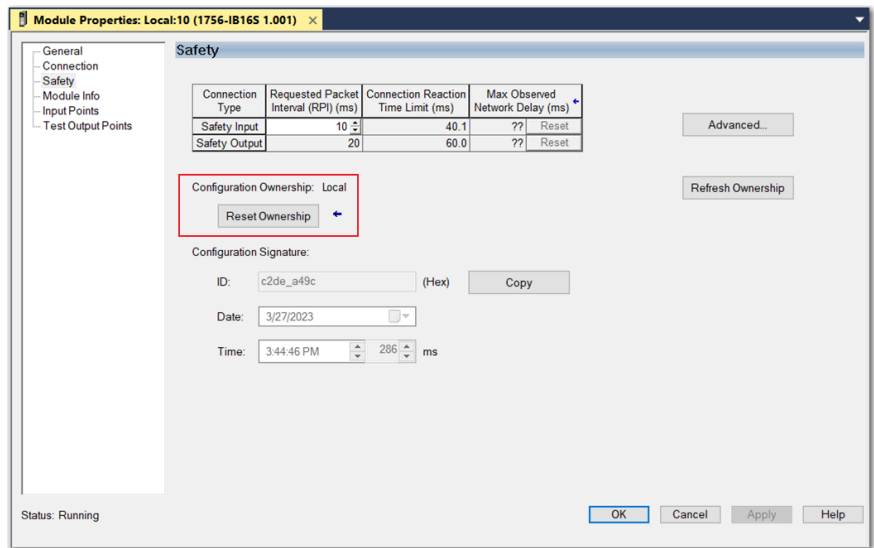 Module Properties: Local:10 (1756-IB16S 1.001) ×
General
Connection
Safety
Module Info
Input Points
Test Output Points
Safety
Connection Type Requested Packet Interval (RPI) (ms) Connection Reaction Time Limit (ms) Max Observed Network Delay (ms)
Safety Input 10 40.1 ?? Reset
Safety Output 20 60.0 ?? Reset
Advanced...
Configuration Ownership: Local
Refresh Ownership
Reset Ownership
Configuration Signature:
ID: c2de_a49c (Hex) Copy
Date: 3/27/2023
Time: 3:44:46 PM 286 ms
Status: Running
OK Cancel Apply Help